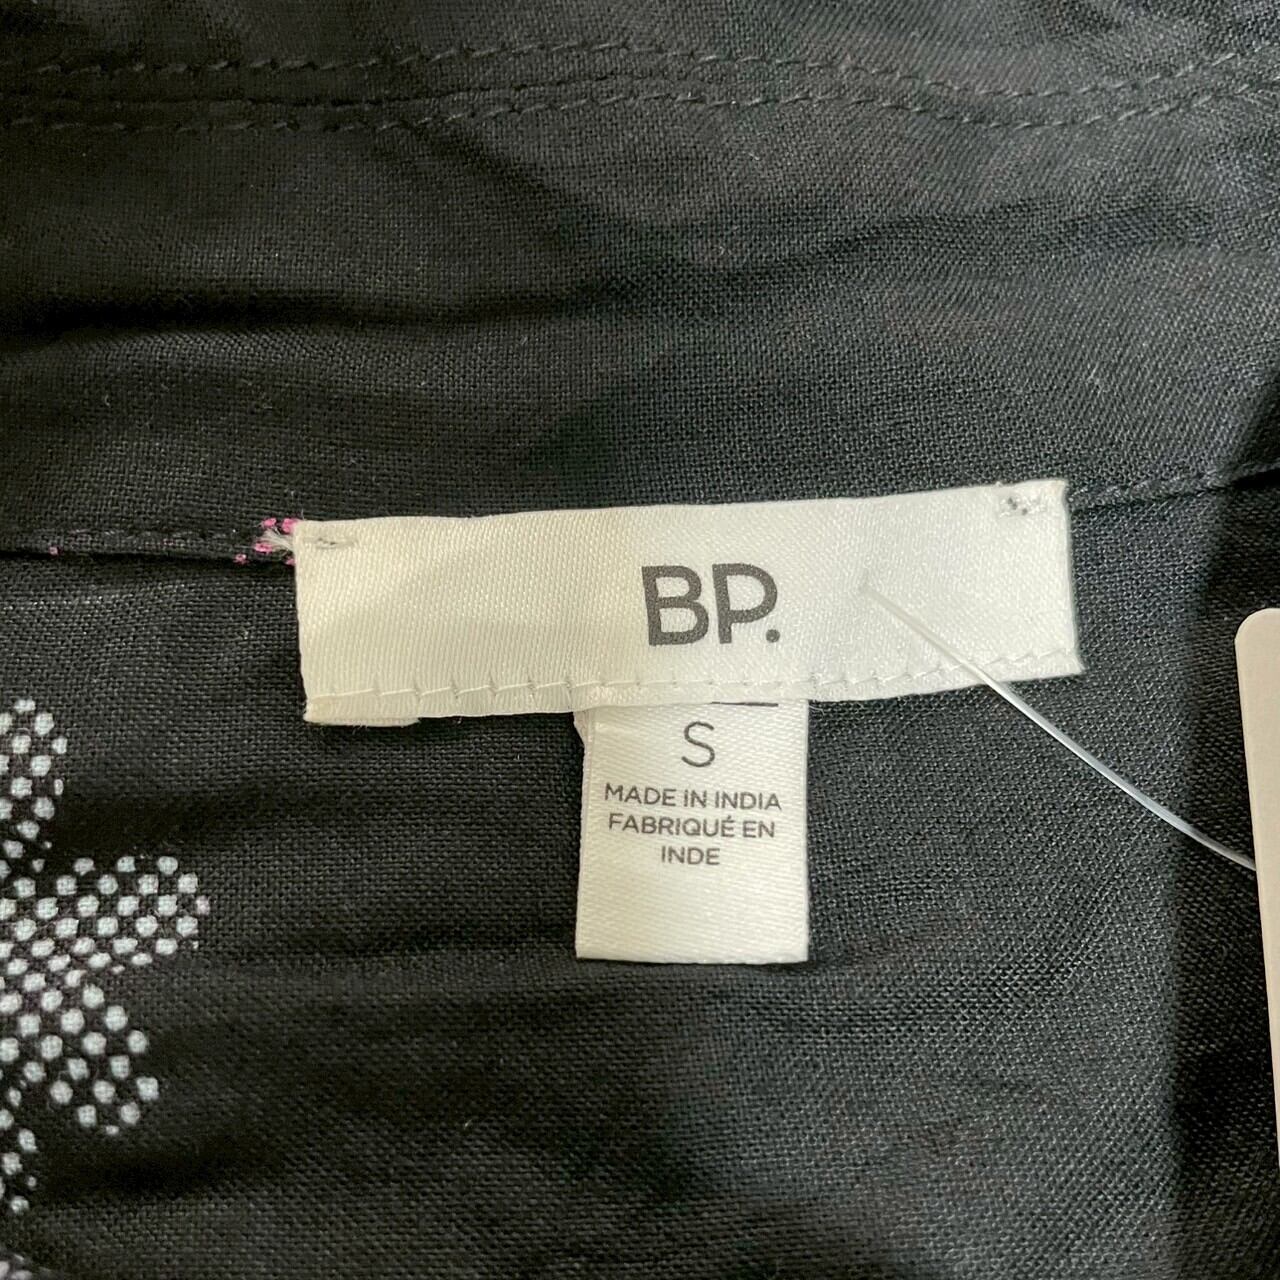 BP.
S
MADE IN INDIA
FABRIQUÉ EN
INDE